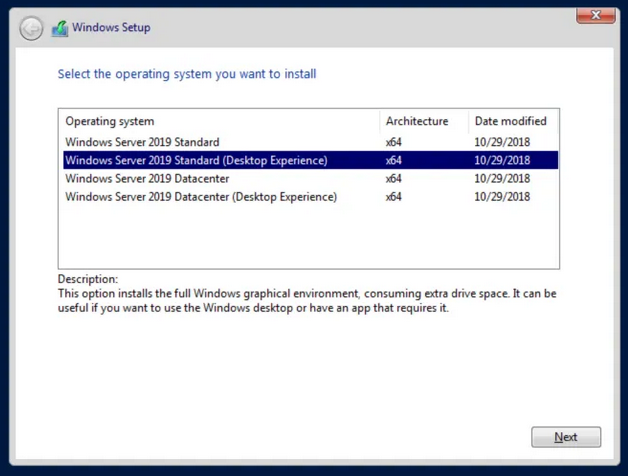 Windows Setup
Select the operating system you want to install
Operating system Architecture Date modified
Windows Server 2019 Standard x64 10/29/2018
Windows Server 2019 Standard (Desktop Experience) x64 10/29/2018
Windows Server 2019 Datacenter x64 10/29/2018
Windows Server 2019 Datacenter (Desktop Experience) x64 10/29/2018
Description:
This option installs the full Windows graphical environment, consuming extra drive space. It can be
useful if you want to use the Windows desktop or have an app that requires it.
Next